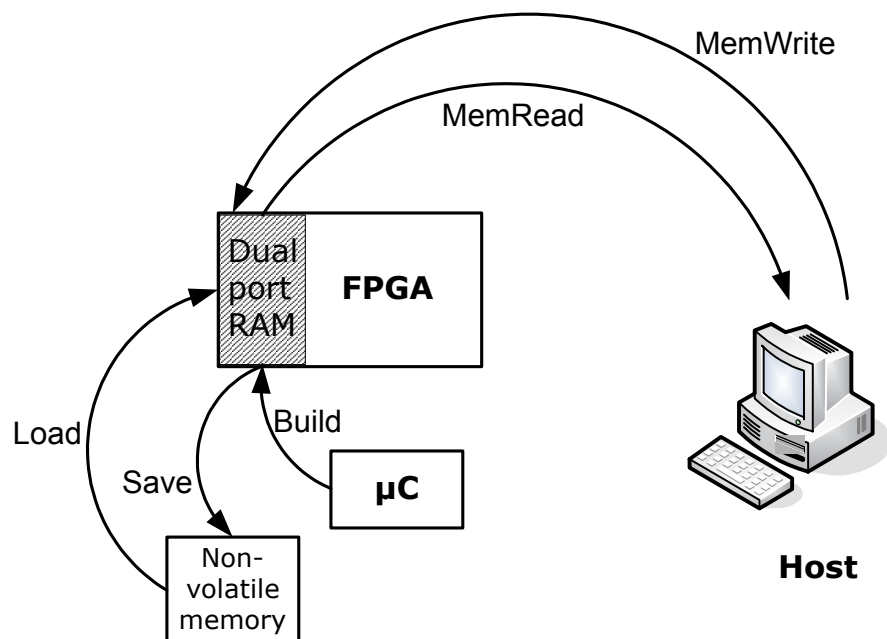 MemWrite
MemRead
Dual
port
RAM
FPGA
Load
Build
Save
µC
Non-
volatile
memory
Host